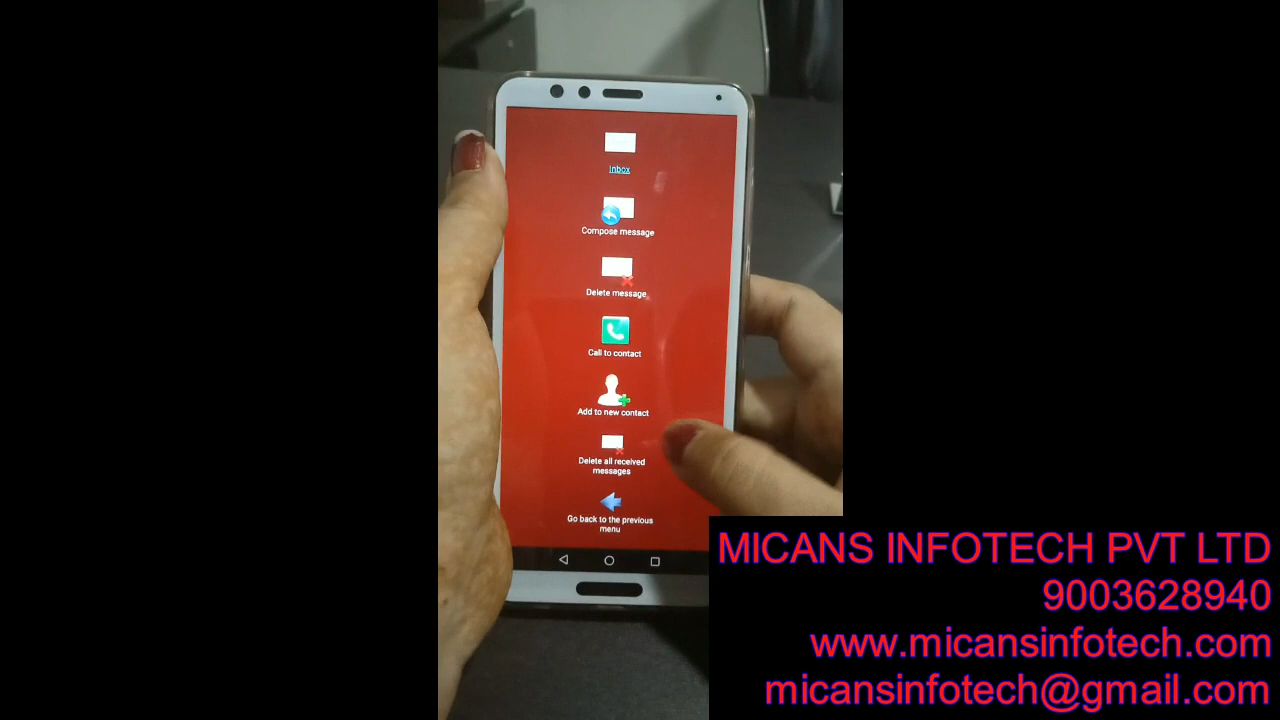 Inbox
Compose message
Delete message
Call to contact
Add to new contact
Delete all received
messages
Go back to the previous
menu
MICANS INFOTECH PVT LTD
9003628940
www.micansinfotech.com
micansinfotech@gmail.com